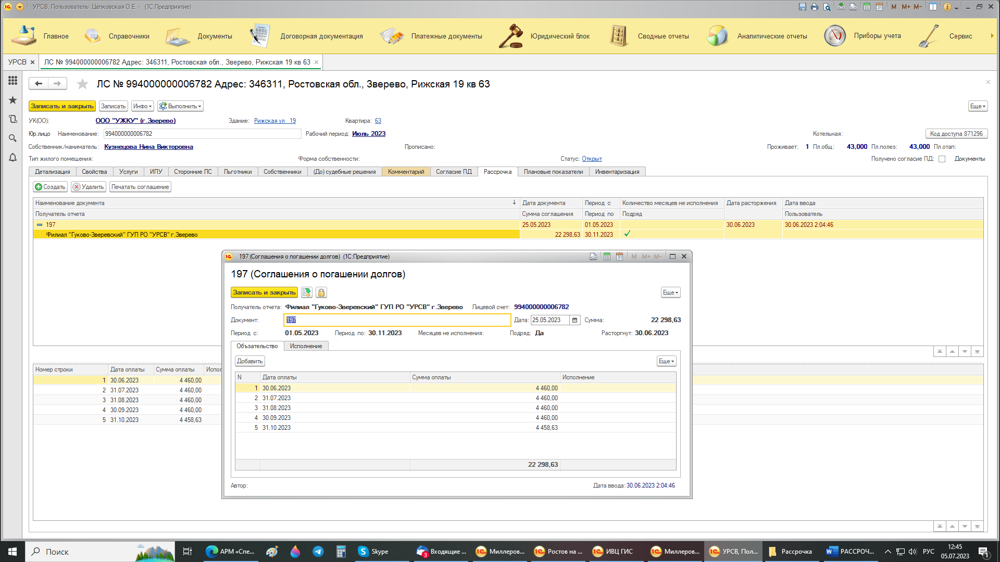 УРСВ, Пользователь: Цепковская О.Е. - (1С:Предприятие)
M M+ M-
Главное Справочники Документы Договорная документация Платежные документы Юридический блок Сводные отчеты Аналитические отчеты Приборы учета Сервис
УРСВ × ЛС № 994000000006782 Адрес: 346311, Ростовская обл., Зверево, Рижская 19 кв 63 ×
ЛС № 994000000006782 Адрес: 346311, Ростовская обл., Зверево, Рижская 19 кв 63
Записать и закрыть Записать Инфо Выполнить Еще
УК(ОО): ООО "УЖКУ" (г.Зверево) Здание: Рижская ул 19 Квартира: 63
Юр.лицо Наименование: 994000000006782 Рабочий период: Июль 2023 Котельная: Код доступа 871296
Собственник/наниматель: Кузнецова Нина Викторовна Прописано: Проживает: 1 Пл.общ: 43,000 Пл.полез: 43,000 Пл.отап:
Тип жилого помещения: Форма собственности: Статус: Открыт Получено согласие ПД: Документы
Детализация Свойства Услуги ИПУ Сторонние ЛС Льготники Собственники (До) судебные решения Комментарий Согласие ПД Рассрочка Плановые показатели Инвентаризация
Создать Удалить Печатать соглашение
Наименование документа Дата документа Период с Количество месяцев не исполнения Дата расторжения Дата ввода
Получатель отчета Сумма соглашения Период по Подряд Пользователь
197 25.05.2023 01.05.2023 30.06.2023 30.06.2023 2:04:46
Филиал "Гуково-Зверевский" ГУП РО "УРСВ" г.Зверево 22 298,63 30.11.2023
197 (Соглашения о погашении долгов) (1С:Предприятие)
M M+ M-
197 (Соглашения о погашении долгов)
Записать и закрыть Еще
Получатель отчета: Филиал "Гуково-Зверевский" ГУП РО "УРСВ" г.Зверево Лицевой счет: 994000000006782
Документ: 197 Дата: 25.05.2023 Сумма: 22 298,63
Период с: 01.05.2023 Период по: 30.11.2023 Месяцев не исполнения: Подряд: Да Расторгнут: 30.06.2023
Обьзательство Исполнение
Добавить Еще
N Дата оплаты Сумма оплаты Исполнение
1 30.06.2023 4 460,00
2 31.07.2023 4 460,00
3 31.08.2023 4 460,00
4 30.09.2023 4 460,00
5 31.10.2023 4 458,63
22 298,63
Автор: Дата ввода: 30.06.2023 2:04:46
Номер строки Дата оплаты Сумма оплаты Испол
1 30.06.2023 4 460,00
2 31.07.2023 4 460,00
3 31.08.2023 4 460,00
4 30.09.2023 4 460,00
5 31.10.2023 4 458,63
Поиск АРМ «Спе... Skype Входящие ... 3 Миллеров... Ростов на ... ИВЦ ГИС Миллеров... УРСВ, Пол... Рассрочка РАССРОЧ... РУС 12:45 1
05.07.2023